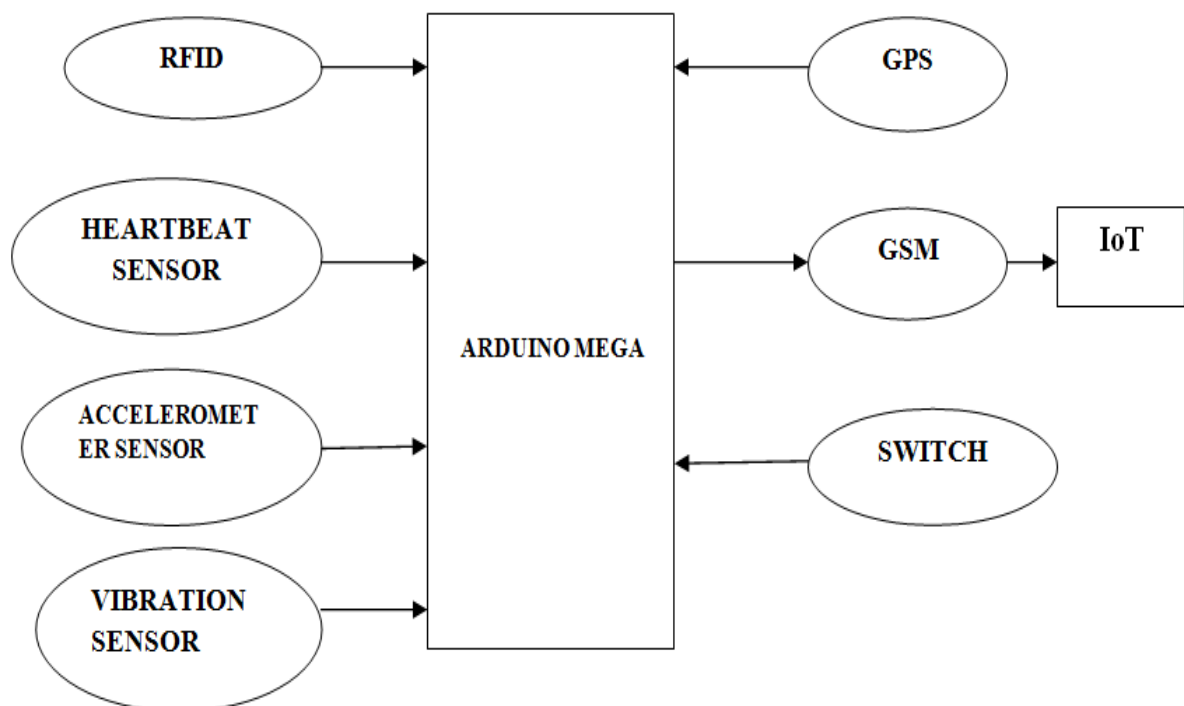 RFID
HEARTBEAT
SENSOR
ACCELEROMET
ER SENSOR
VIBRATION
SENSOR
ARDUINO MEGA
GPS
GSM
IoT
SWITCH